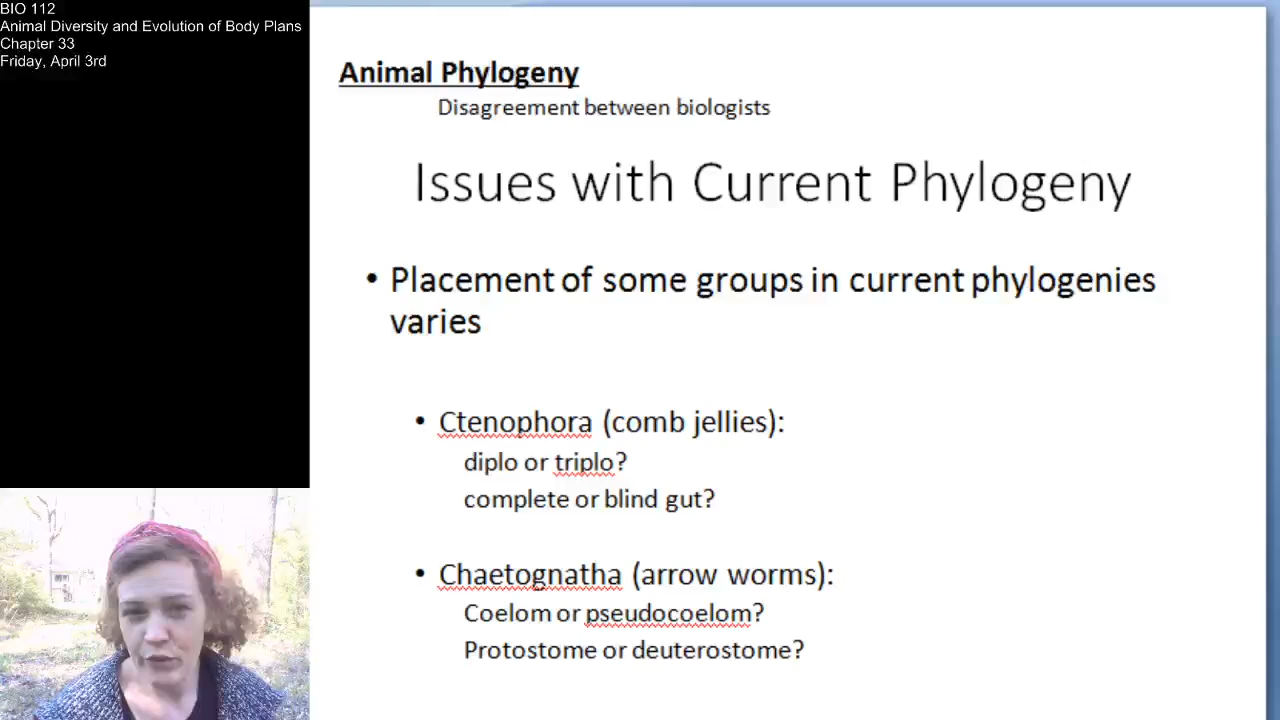 BIO 112
Animal Diversity and Evolution of Body Plans
Chapter 33
Friday, April 3rd
Animal Phylogeny
Disagreement between biologists
Issues with Current Phylogeny
• Placement of some groups in current phylogenies
varies
• Ctenophora (comb jellies):
diplo or triplo?
complete or blind gut?
• Chaetognatha (arrow worms):
Coelom or pseudocoelom?
Protostome or deuterostome?